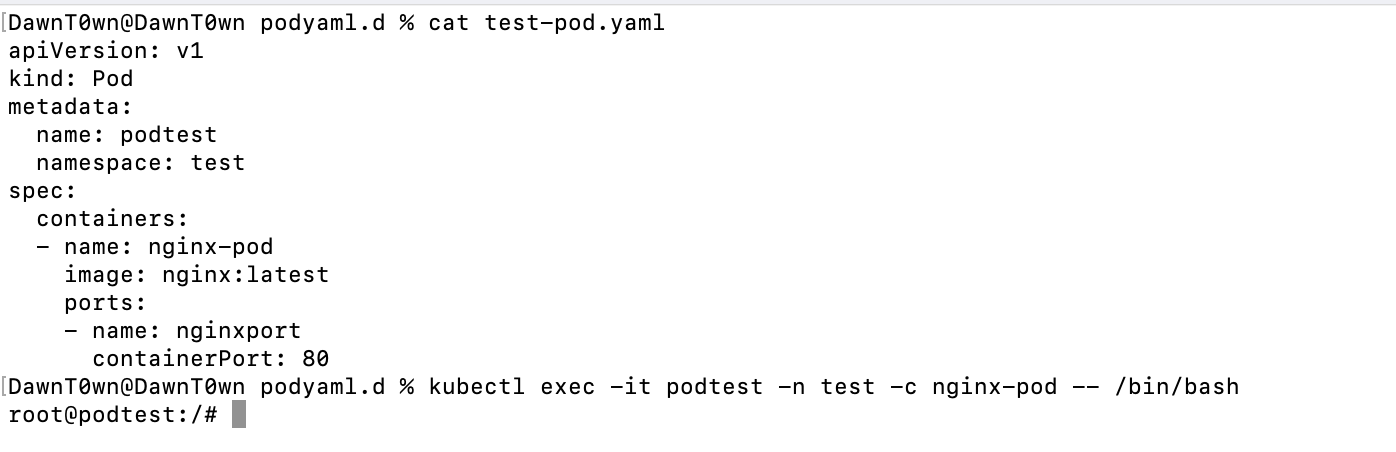 [DawnT0wn@DawnT0wn podyaml.d % cat test-pod.yaml
apiVersion: v1
kind: Pod
metadata:
  name: podtest
  namespace: test
spec:
  containers:
  - name: nginx-pod
    image: nginx:latest
    ports:
    - name: nginxport
      containerPort: 80
[DawnT0wn@DawnT0wn podyaml.d % kubectl exec -it podtest -n test -c nginx-pod -- /bin/bash
root@podtest:/#